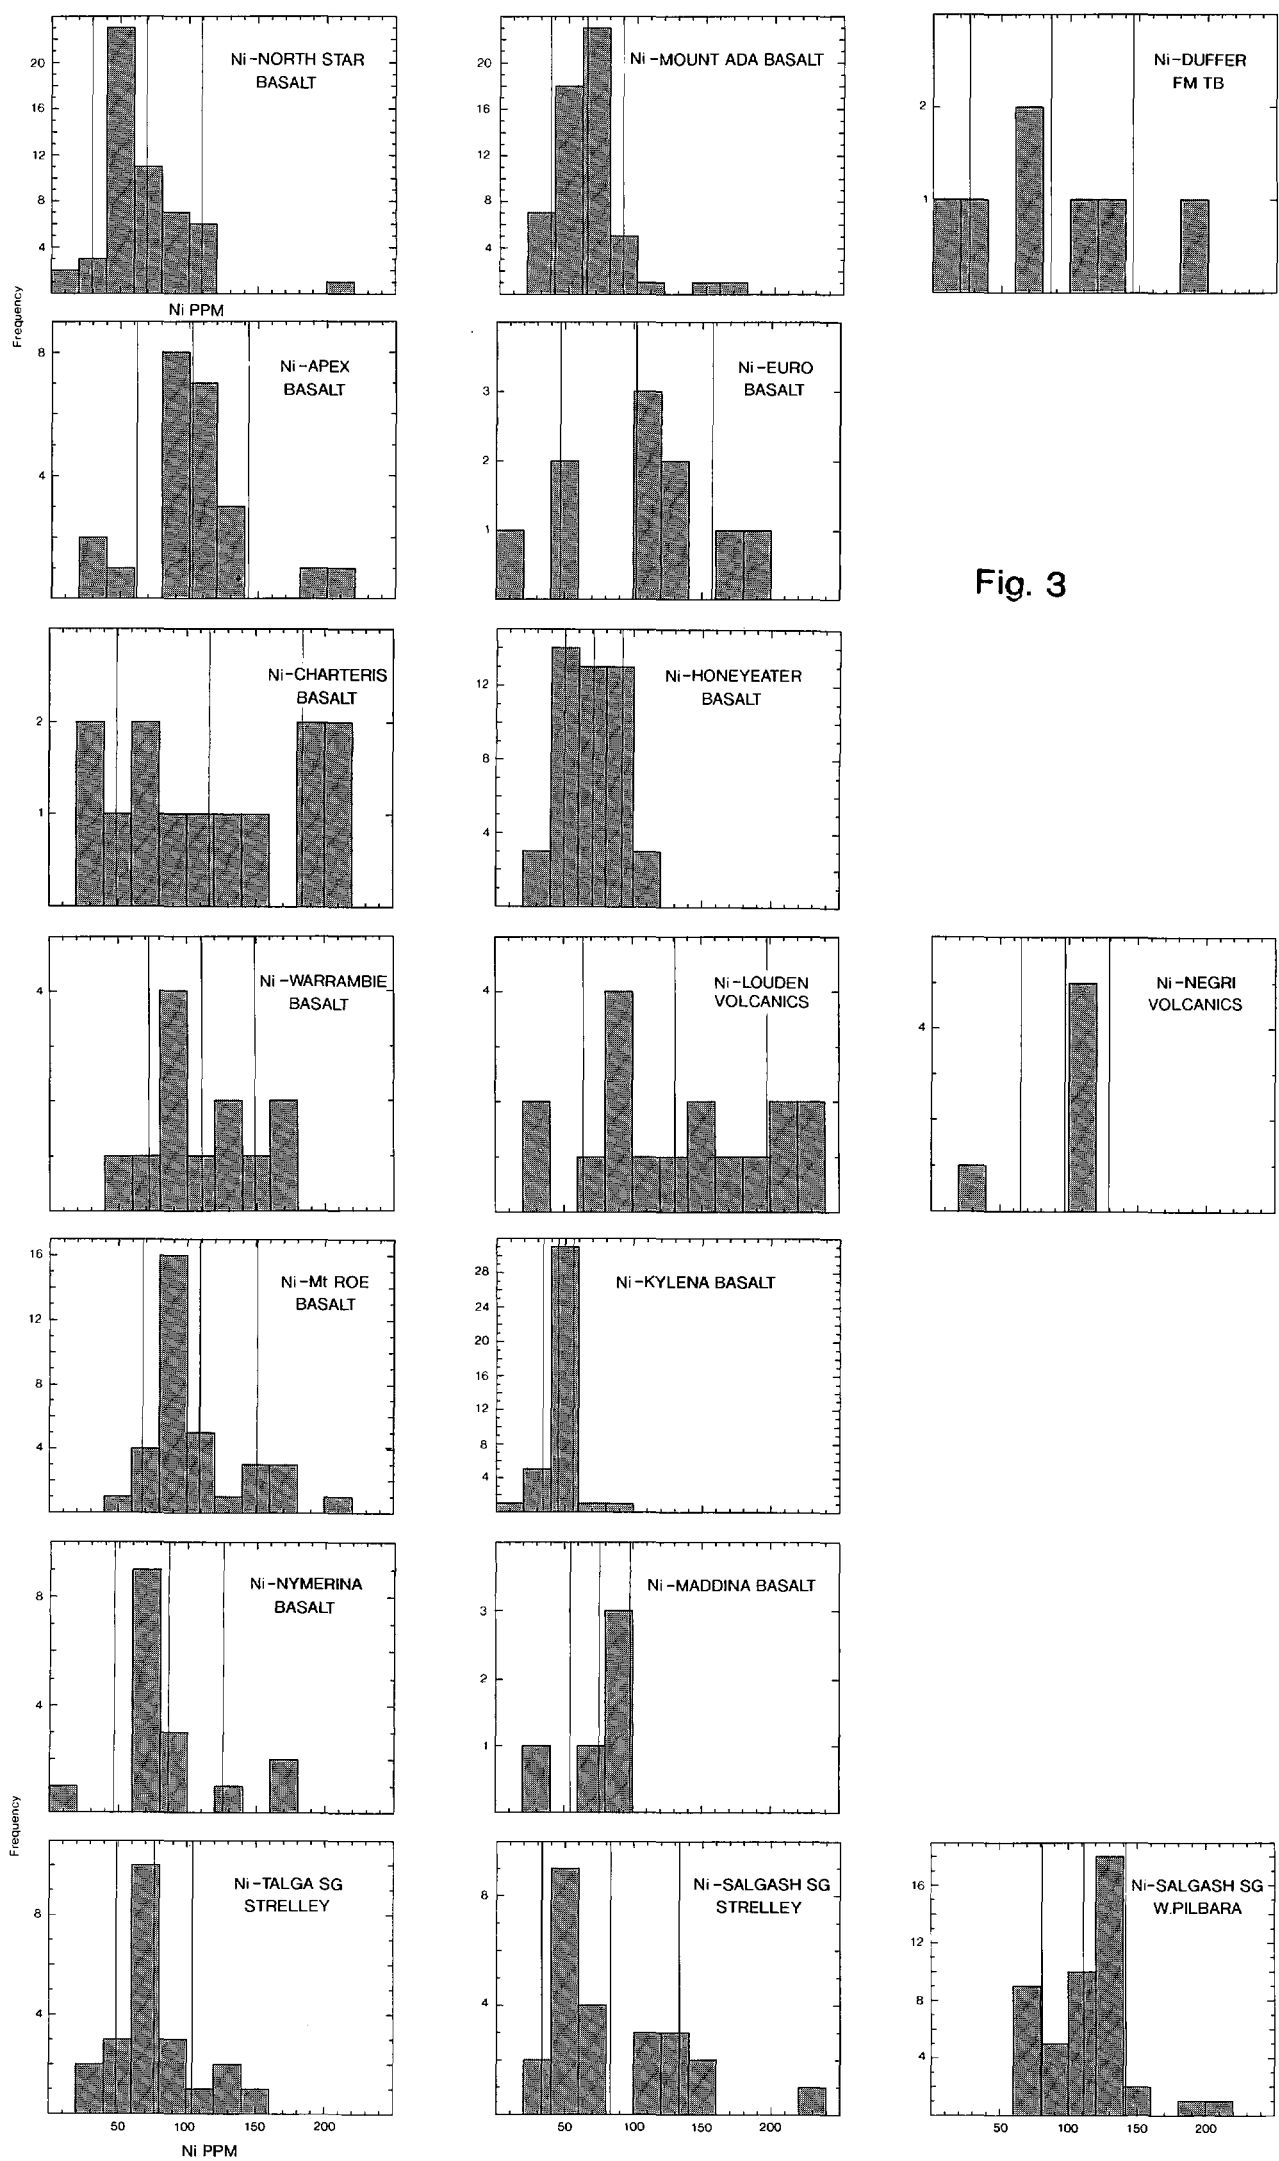 Ni-NORTH STAR
BASALT
20
16
12
8
4
Ni-MOUNT ADA BASALT
20
16
12
8
4
Ni-DUFFER
FM TB
2
1
Frequency
Ni PPM
Ni-APEX
BASALT
8
4
Ni-EURO
BASALT
3
2
1
Fig. 3
Ni-CHARTERIS
BASALT
2
1
Ni-HONEYEATER
BASALT
12
8
4
Ni-WARRAMBIE
BASALT
4
Ni-LOUDEN
VOLCANICS
4
Ni-NEGRI
VOLCANICS
4
Ni-Mt ROE
BASALT
16
12
8
4
Ni-KYLENA BASALT
28
24
20
16
12
8
4
Ni-NYMERINA
BASALT
8
4
Ni-MADDINA BASALT
3
2
1
Frequency
Ni-TALGA SG
STRELLEY
8
4
50 100 150 200
Ni PPM
Ni-SALGASH SG
STRELLEY
8
4
50 100 150 200
Ni-SALGASH SG
W.PILBARA
16
12
8
4
50 100 150 200